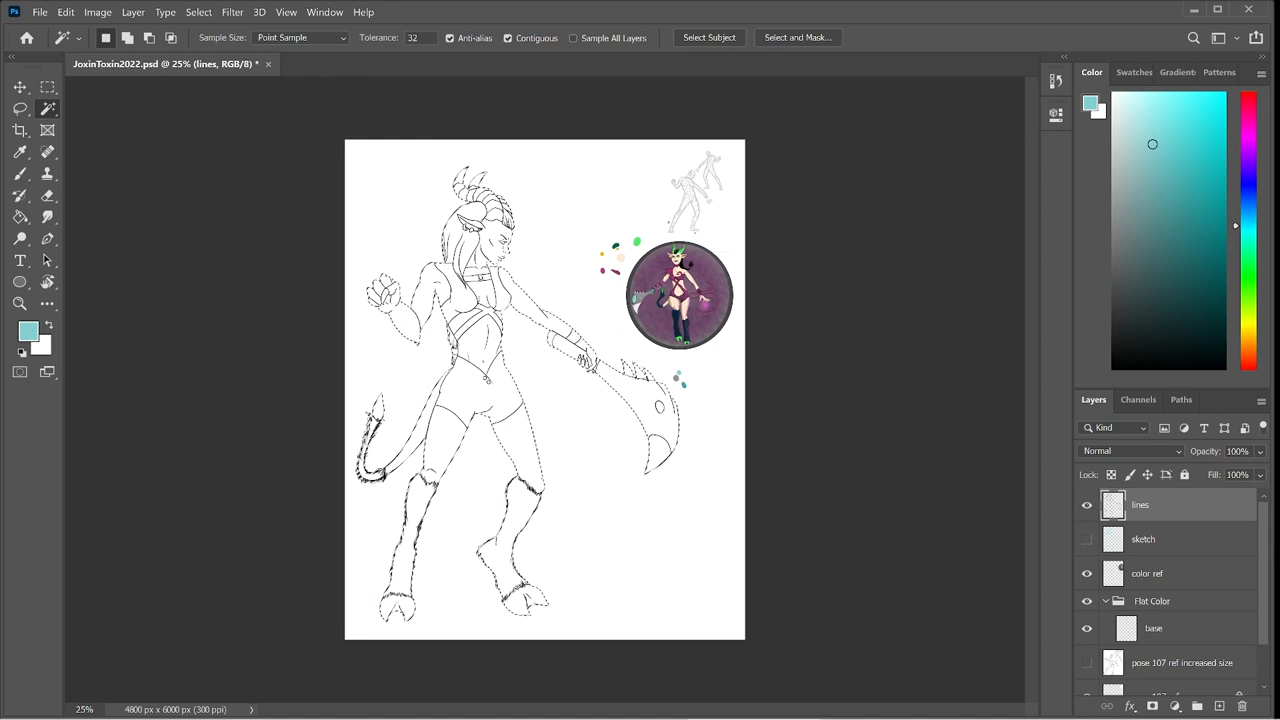 Ps File Edit Image Layer Type Select Filter 3D View Window Help
Sample Size: Point Sample Tolerance: 32 Anti-alias Contiguous Sample All Layers Select Subject Select and Mask...
JoxinToxin2022.psd @ 25% (lines, RGB/8) *
Color Swatches Gradient Patterns
Layers Channels Paths
Kind
Normal Opacity: 100%
Lock: Fill: 100%
lines
sketch
color ref
Flat Color
base
pose 107 ref increased size
25% 4800 px x 6000 px (300 ppi)